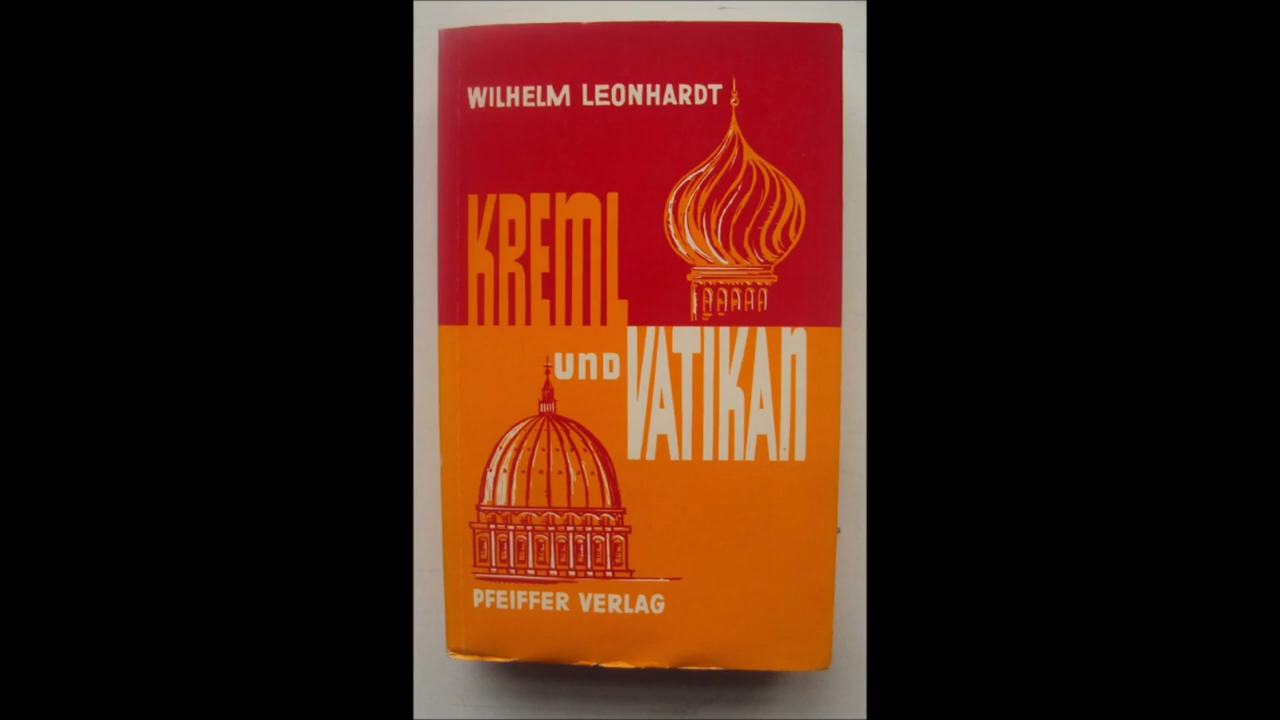 WILHELM LEONHARDT
KREML
und
VATIKAN
PFEIFFER VERLAG